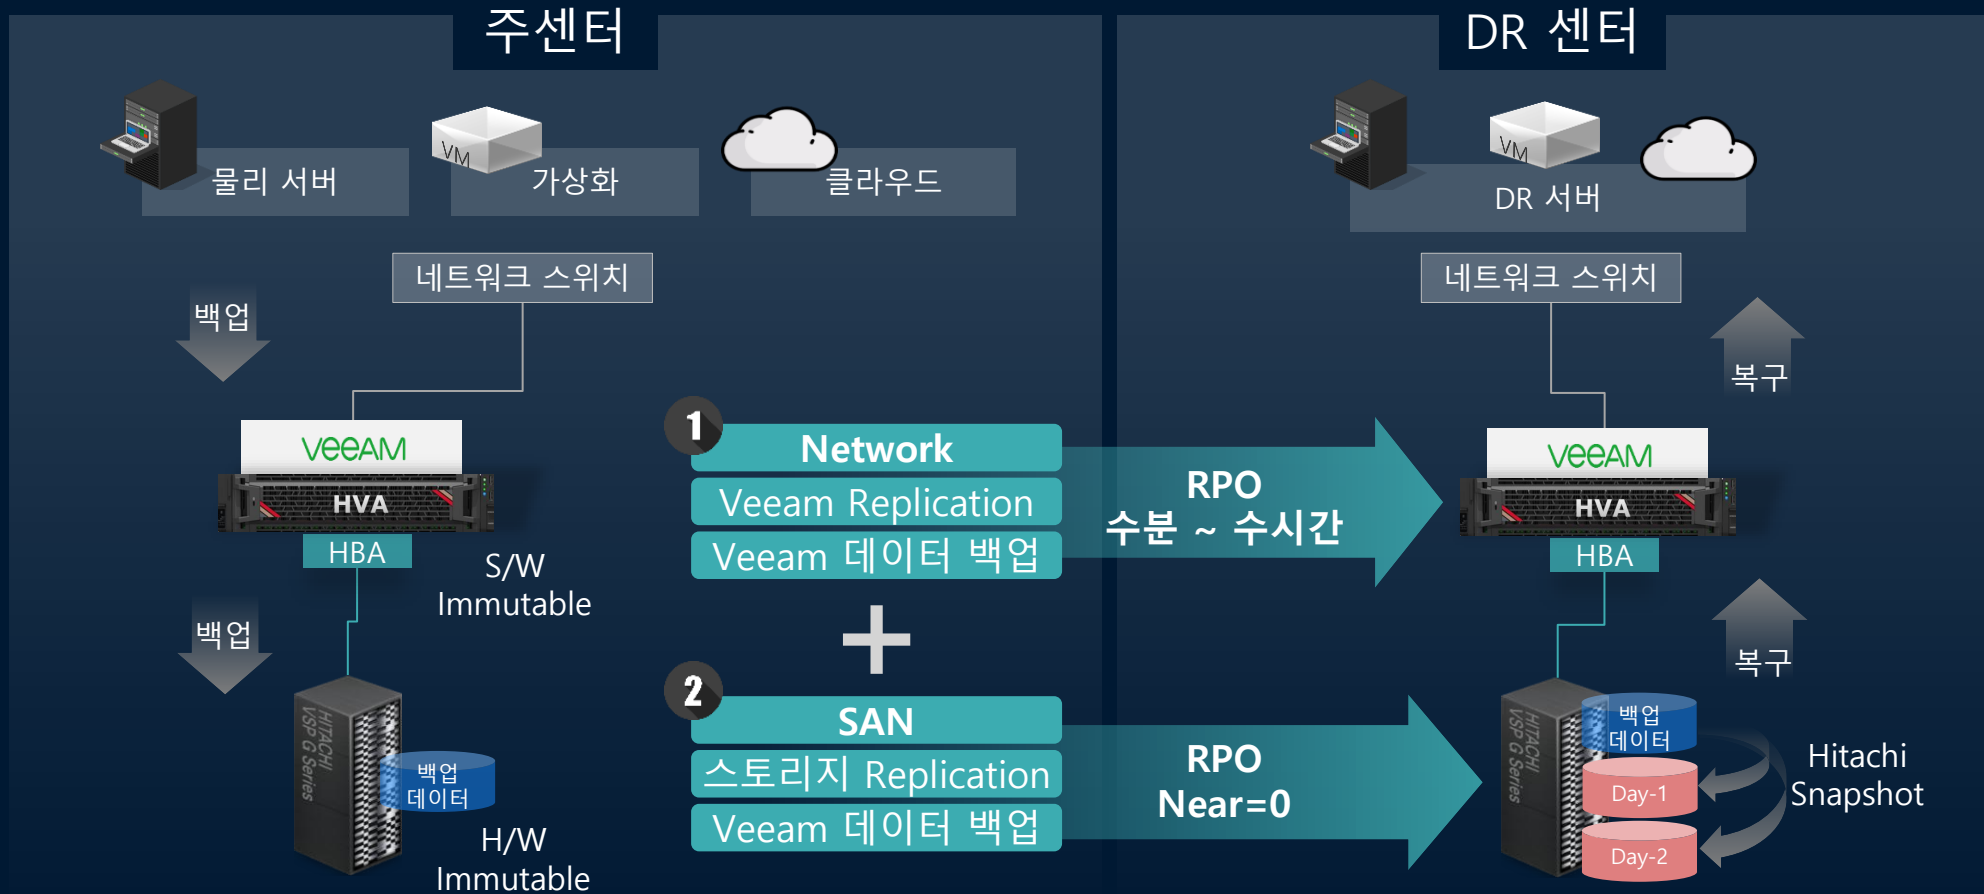 주센터
DR 센터
VM
물리 서버
가상화
클라우드
VM
DR 서버
네트워크 스위치
네트워크 스위치
백업
복구
veeAM
HVA
HBA
S/W
Immutable
1
Network
Veeam Replication
Veeam 데이터 백업
RPO
수분 ~ 수시간
veeAM
HVA
HBA
백업
복구
+
2
SAN
스토리지 Replication
Veeam 데이터 백업
RPO
Near=0
HITACHI
VSP G Series
백업
데이터
H/W
Immutable
HITACHI
VSP G Series
백업
데이터
Day-1
Day-2
Hitachi
Snapshot